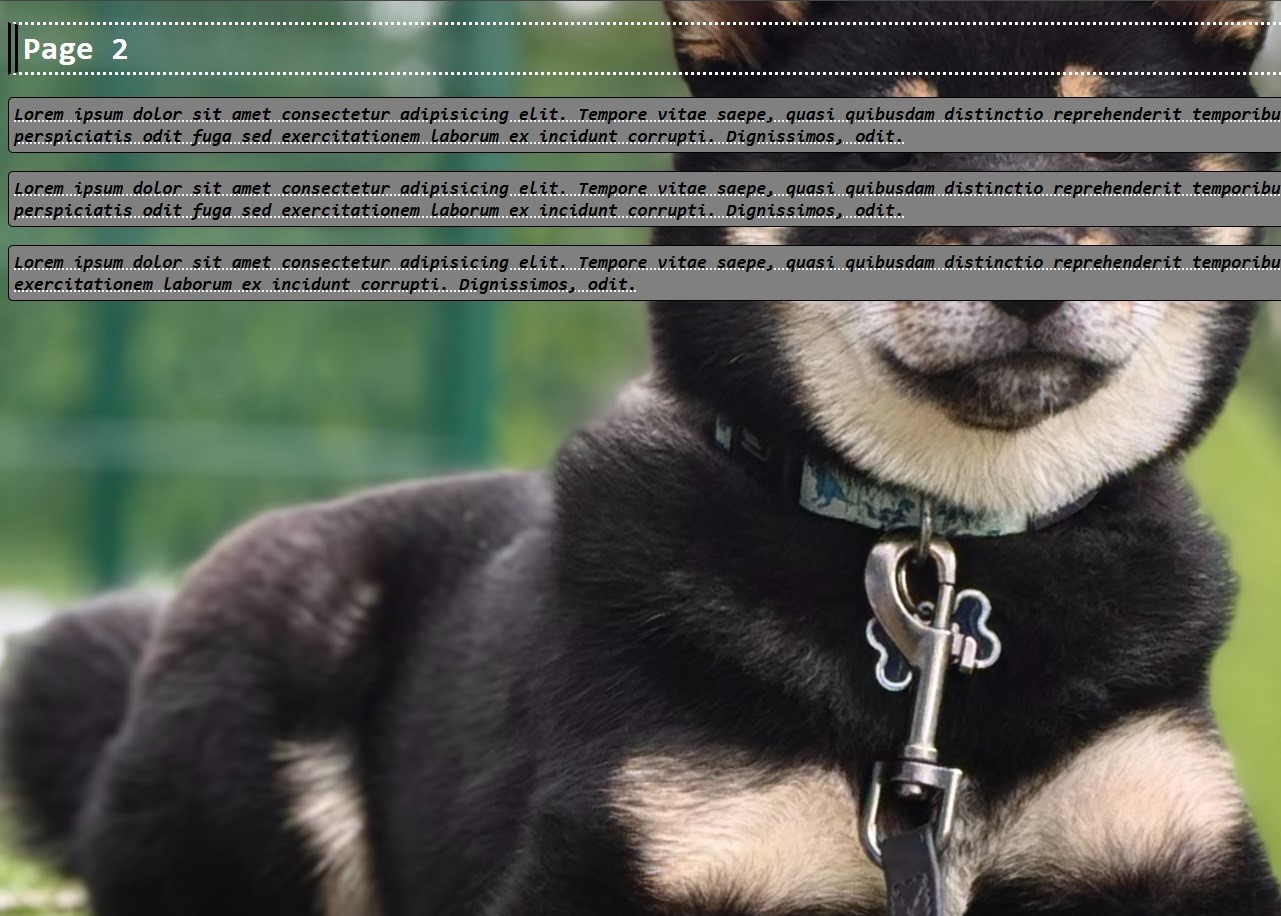 Page 2
Lorem ipsum dolor sit amet consectetur adipisicing elit. Tempore vitae saepe, quasi quibusdam distinctio reprehenderit temporibu
perspiciatis odit fuga sed exercitationem laborum ex incidunt corrupti. Dignissimos, odit.
Lorem ipsum dolor sit amet consectetur adipisicing elit. Tempore vitae saepe, quasi quibusdam distinctio reprehenderit temporibu
perspiciatis odit fuga sed exercitationem laborum ex incidunt corrupti. Dignissimos, odit.
Lorem ipsum dolor sit amet consectetur adipisicing elit. Tempore vitae saepe, quasi quibusdam distinctio reprehenderit temporibu
exercitationem laborum ex incidunt corrupti. Dignissimos, odit.